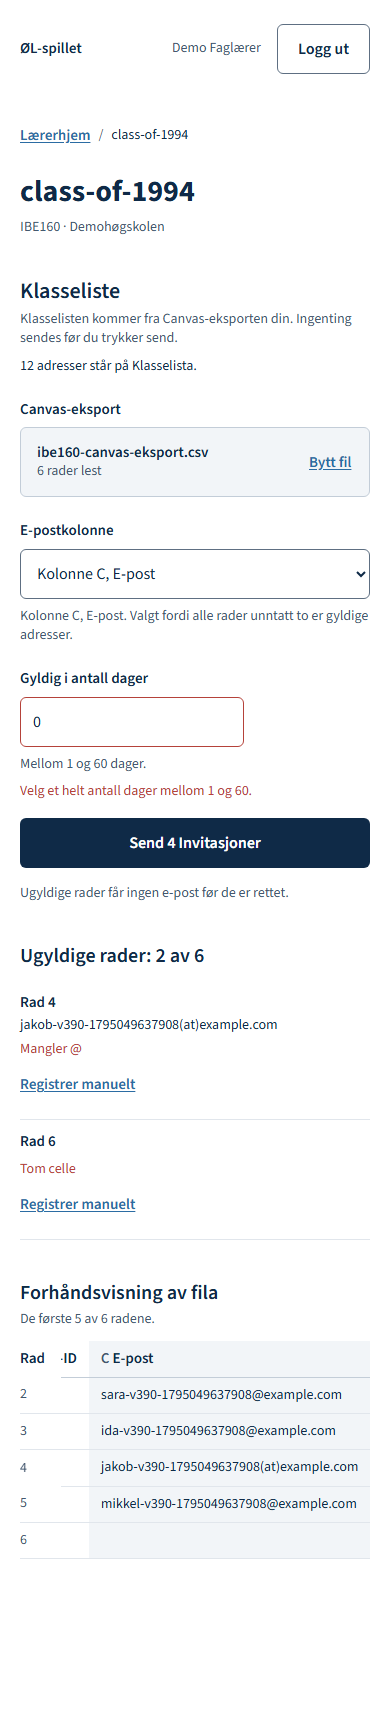 ØL-spillet Demo Faglærer Logg ut
Lærerhjem / class-of-1994
class-of-1994
IBE160 · Demohøgskolen
Klasseliste
Klasselisten kommer fra Canvas-eksporten din. Ingenting
sendes før du trykker send.
12 adresser står på Klasselista.
Canvas-eksport
ibe160-canvas-eksport.csv
6 rader lest
Bytt fil
E-postkolonne
Kolonne C, E-post
Kolonne C, E-post. Valgt fordi alle rader unntatt to er gyldige
adresser.
Gyldig i antall dager
0
Mellom 1 og 60 dager.
Velg et helt antall dager mellom 1 og 60.
Send 4 Invitasjoner
Ugyldige rader får ingen e-post før de er rettet.
Ugyldige rader: 2 av 6
Rad 4
jakob-v390-1795049637908(at)example.com
Mangler @
Registrer manuelt
Rad 6
Tom celle
Registrer manuelt
Forhåndsvisning av fila
De første 5 av 6 radene.
Rad -ID C E-post
2 sara-v390-1795049637908@example.com
3 ida-v390-1795049637908@example.com
4 jakob-v390-1795049637908(at)example.com
5 mikkel-v390-1795049637908@example.com
6